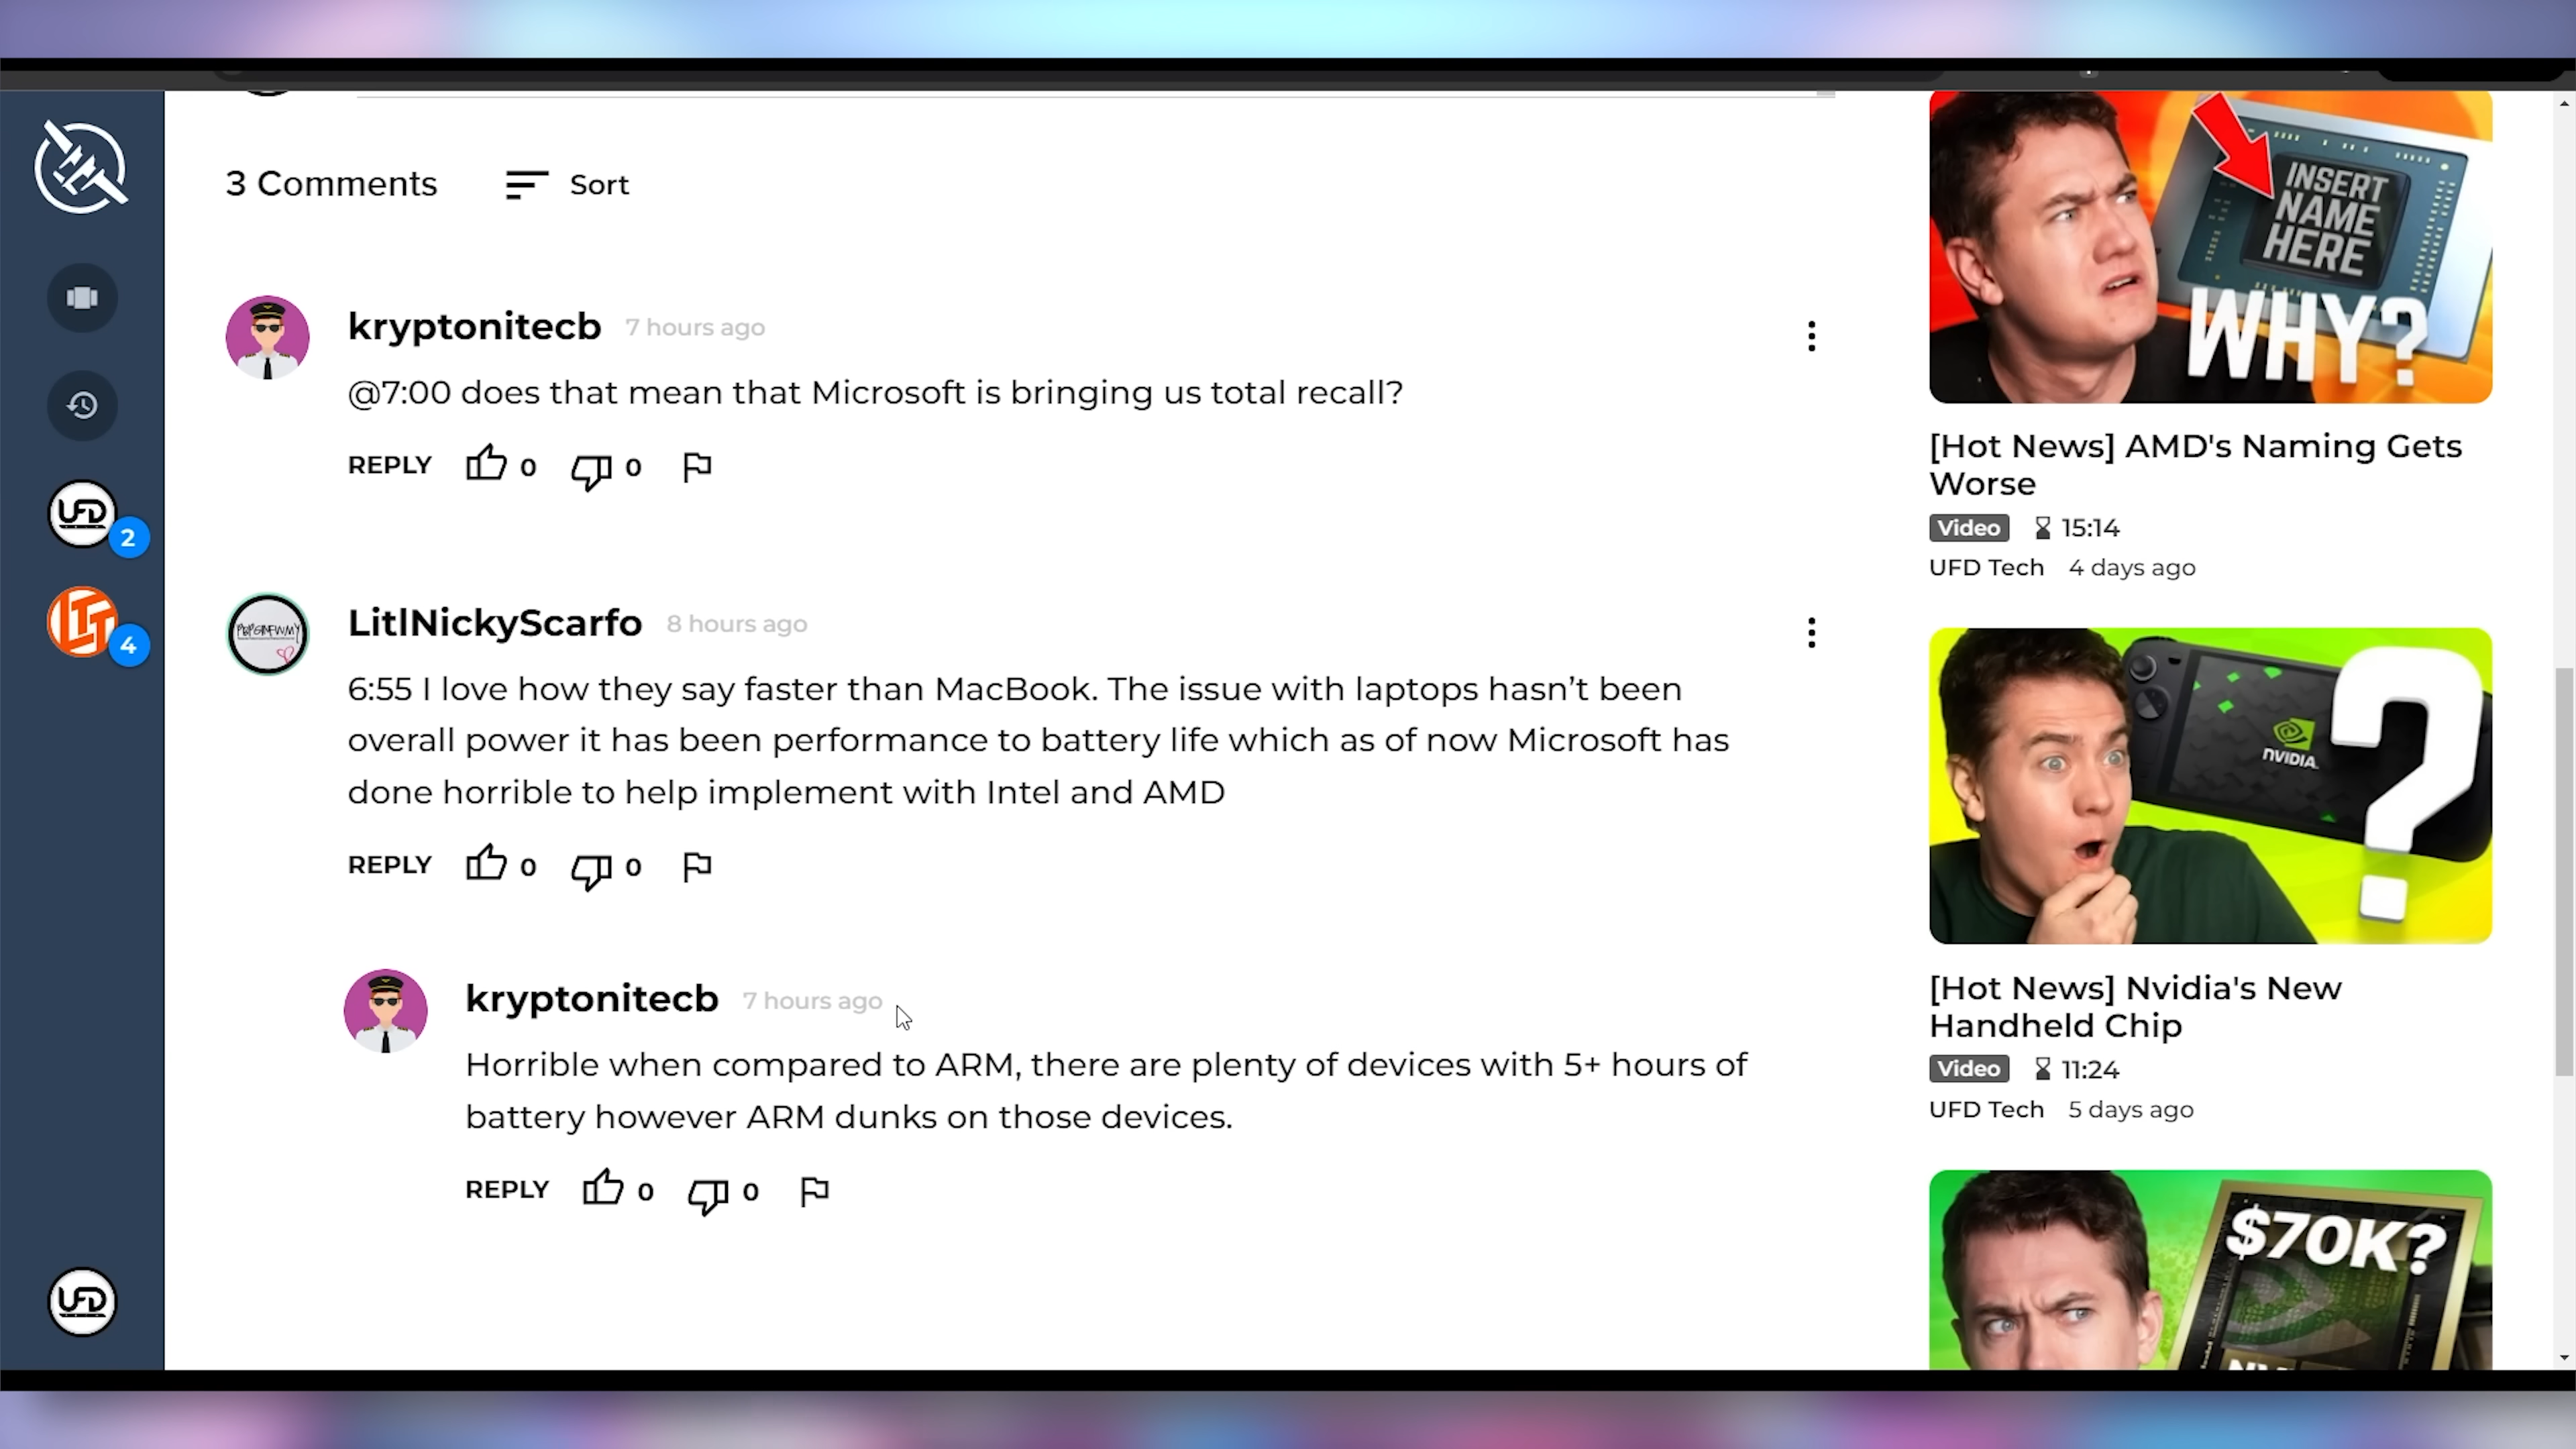 3 Comments
Sort
kryptonitecb 7 hours ago
@7:00 does that mean that Microsoft is bringing us total recall?
REPLY 0 0
LitlNickyScarfo 8 hours ago
6:55 I love how they say faster than MacBook. The issue with laptops hasn’t been
overall power it has been performance to battery life which as of now Microsoft has
done horrible to help implement with Intel and AMD
REPLY 0 0
kryptonitecb 7 hours ago
Horrible when compared to ARM, there are plenty of devices with 5+ hours of
battery however ARM dunks on those devices.
REPLY 0 0
UFD
2
LTT
4
UFD
INSERT
NAME
HERE
WHY?
[Hot News] AMD's Naming Gets
Worse
Video 15:14
UFD Tech 4 days ago
NVIDIA
?
[Hot News] Nvidia's New
Handheld Chip
Video 11:24
UFD Tech 5 days ago
$70K?